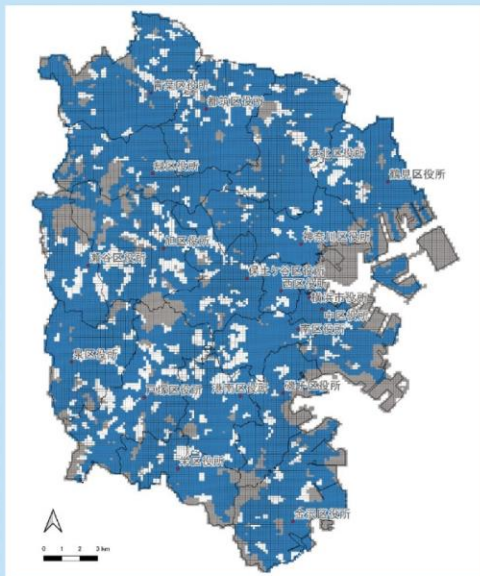 青葉区役所
都筑区役所
港北区役所
鶴見区役所
緑区役所
神奈川区役所
旭区役所
瀬谷区役所
保土ケ谷区役所
西区役所
横浜市役所
中区役所
南区役所
泉区役所
戸塚区役所
港南区役所
磯子区役所
栄区役所
金沢区役所
0 1 2 3 km